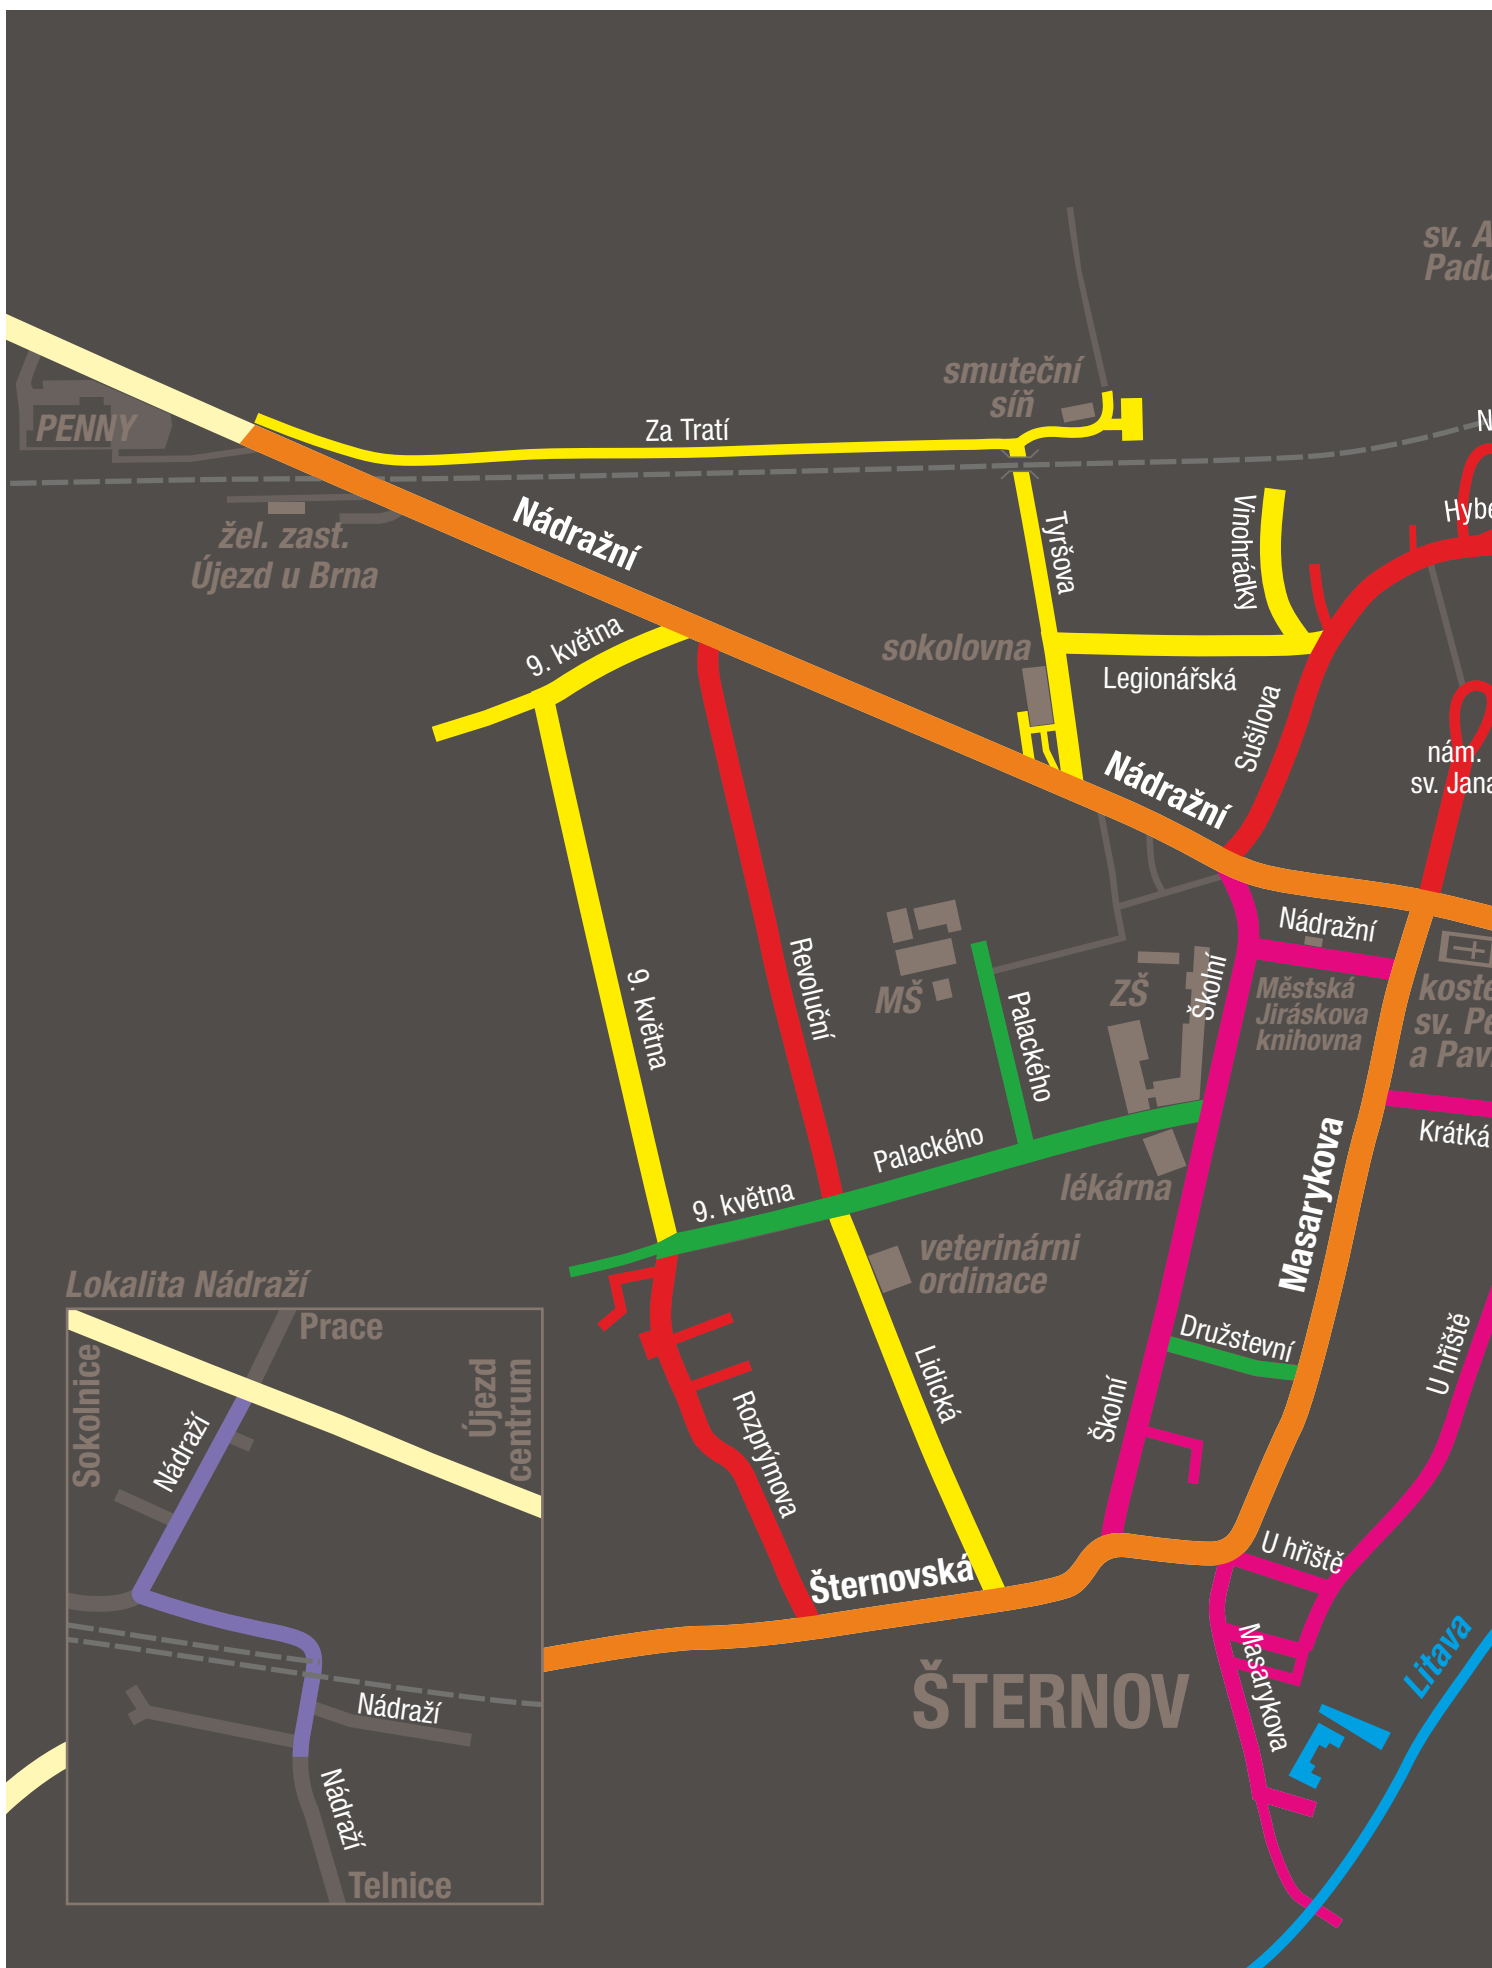 sv. A
Padu
smuteční
síň
PENNY
Za Tratí
N
Hybe
Nádražní
žel. zast.
Újezd u Brna
Tyršova
Vinohrádky
9. května
sokolovna
Legionářská
Sušilova
nám.
sv. Jana
Nádražní
Nádražní
Revoluční
9. května
MŠ
Palackého
ZŠ
Školní
Městská
Jiráskova
knihovna
koste
sv. Pe
a Pav
Krátká
Palackého
9. května
lékárna
Masarykova
veterinárni
ordinace
Družstevní
U hřiště
Lidická
Školní
Rozprýmova
Šternovská
U hřiště
Masarykova
Litava
ŠTERNOV
Lokalita Nádraží
Prace
Sokolnice
Újezd
centrum
Nádraží
Nádraží
Nádraží
Telnice